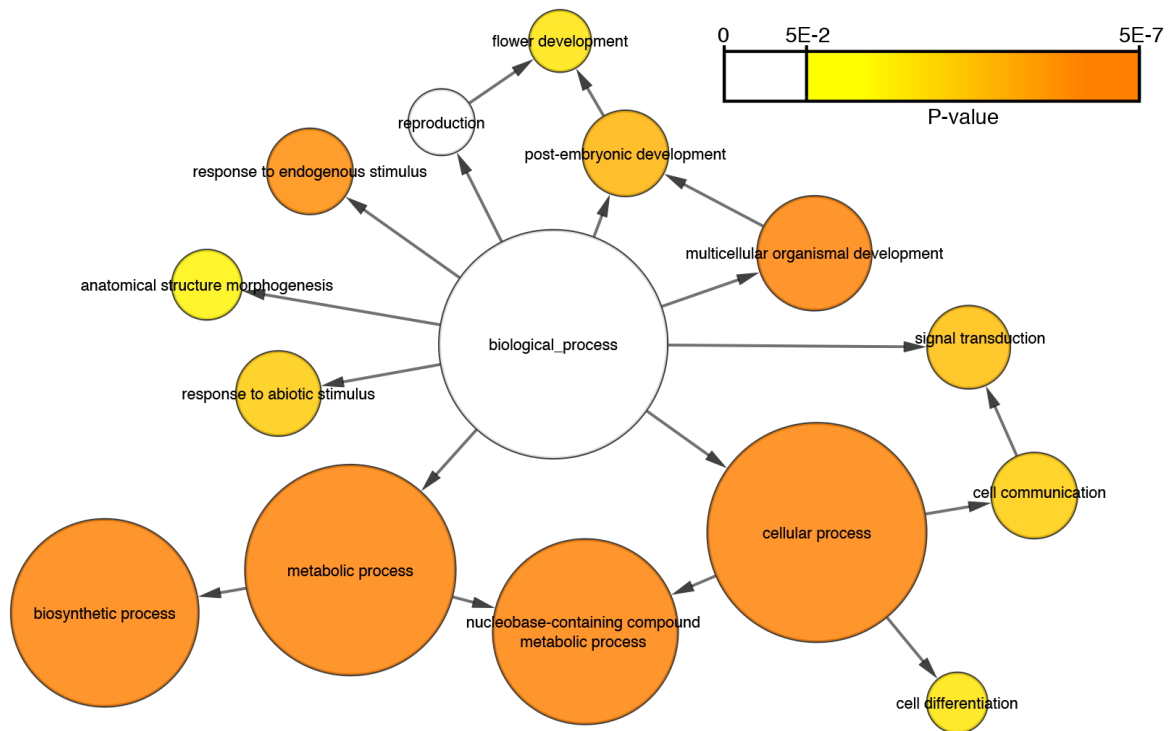 0 5E-2 5E-7
P-value
flower development
reproduction
post-embryonic development
response to endogenous stimulus
multicellular organismal development
anatomical structure morphogenesis
signal transduction
biological_process
response to abiotic stimulus
cell communication
cellular process
metabolic process
biosynthetic process
nucleobase-containing compound
metabolic process
cell differentiation